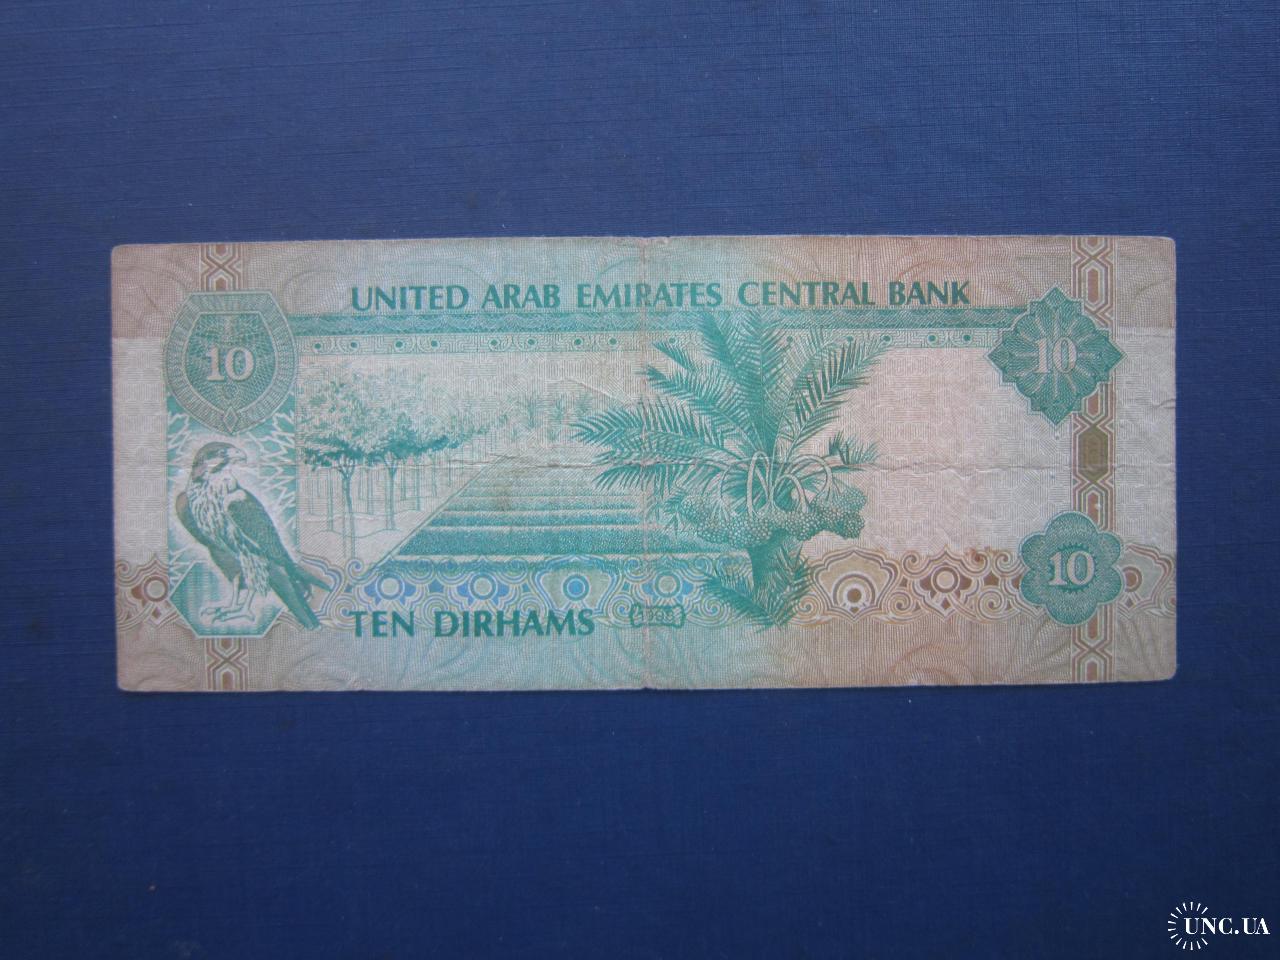 UNITED ARAB EMIRATES CENTRAL BANK
10
10
10
TEN DIRHAMS
UNC.UA